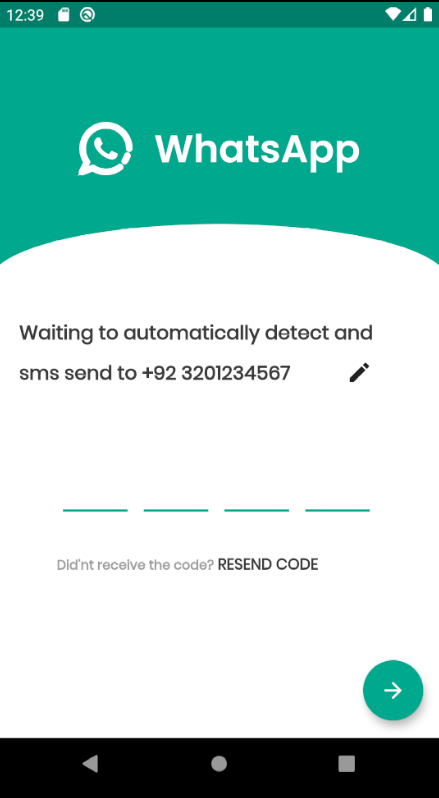 12:39
WhatsApp
Waiting to automatically detect and
sms send to +92 3201234567
Did'nt receive the code? RESEND CODE